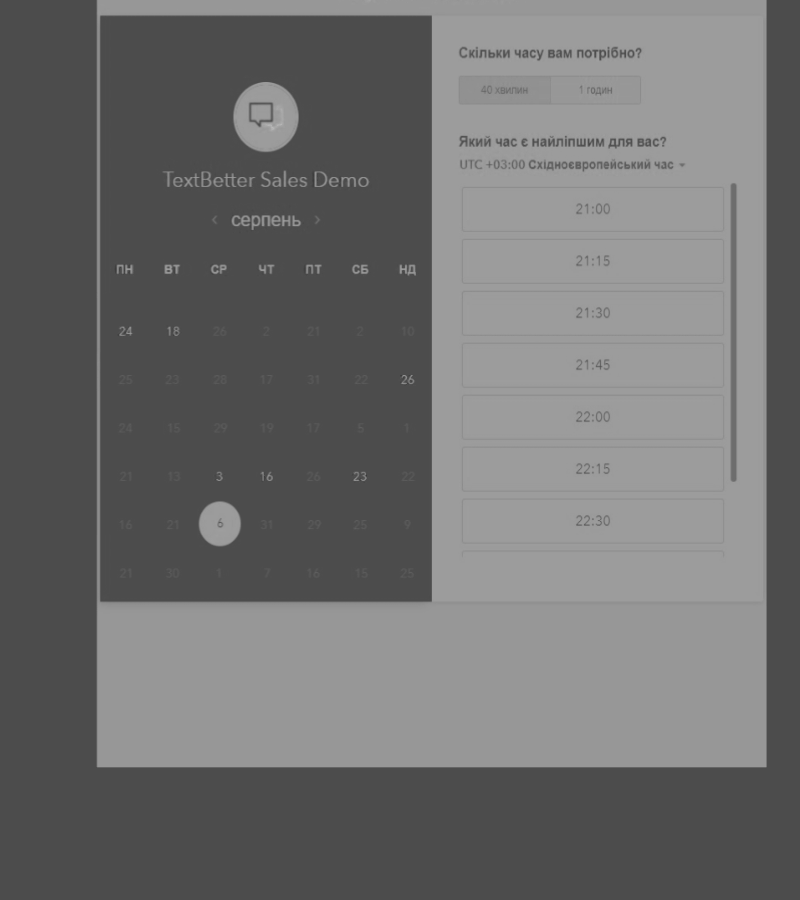 TextBetter Sales Demo
серпень
ПН ВТ СР ЧТ ПТ СБ НД
24 18 26 2 21 2 10
25 23 28 17 31 22 26
24 15 29 19 17 5 1
21 13 3 16 26 23 22
16 21 6 31 29 25 9
21 30 1 7 16 15 25
Скільки часу вам потрібно?
40 хвилин 1 годин
Який час є найліпшим для вас?
UTC +03:00 Східноєвропейський час
21:00
21:15
21:30
21:45
22:00
22:15
22:30